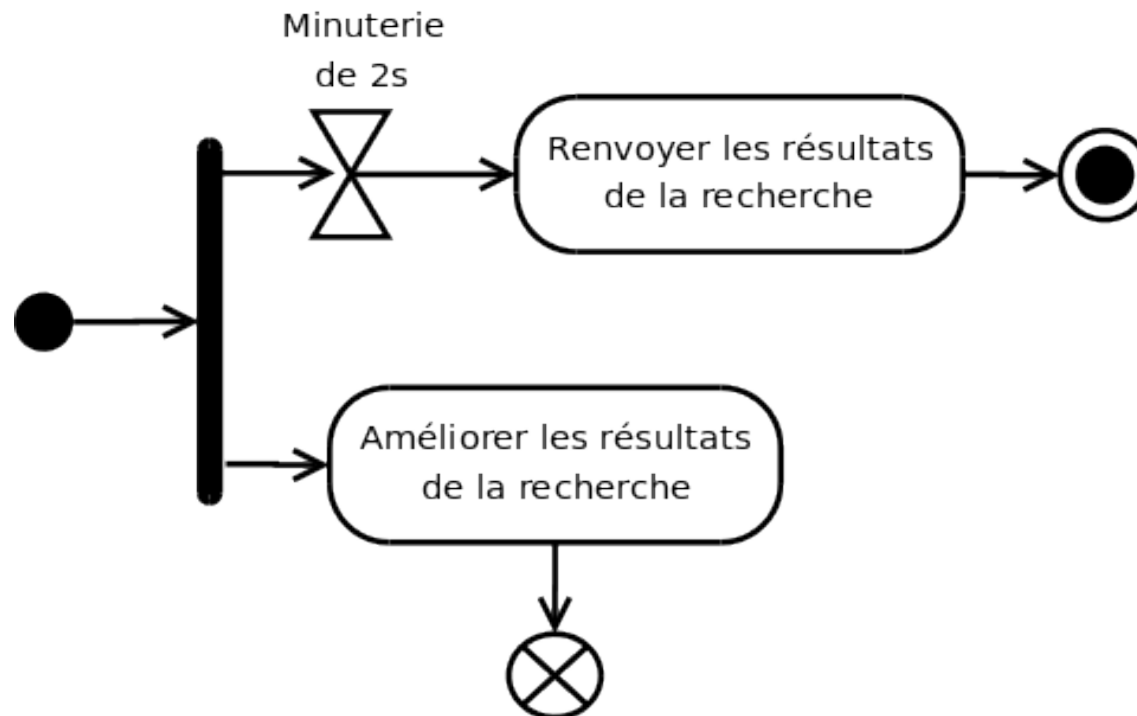 Minuterie
de 2s
Renvoyer les résultats
de la recherche
Améliorer les résultats
de la recherche